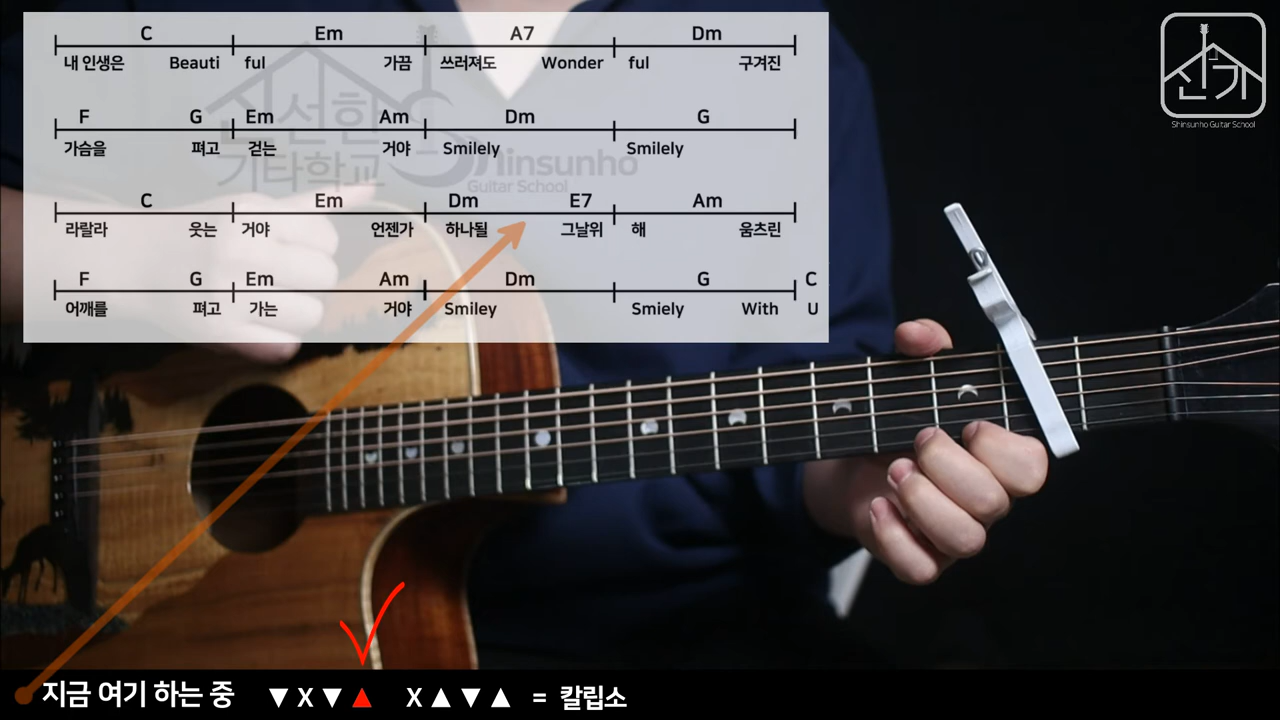 C Em A7 Dm
내 인생은 Beauti ful 가끔 쓰러져도 Wonder ful 구겨진
F G Em Am Dm G
가슴을 펴고 걷는 거야 Smilely Smilely
C Em Dm E7 Am
라랄라 웃는 거야 언젠가 하나될 그날위 해 움츠린
F G Em Am Dm G C
어깨를 펴고 가는 거야 Smiley Smiely With U
신선한
기타학교 Shinsunho
Guitar School
신기
Shinsunho Guitar School
지금 여기 하는 중 ▼ X ▼ ▲ X ▲ ▼ ▲ = 칼립소